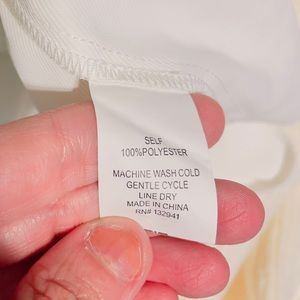 SELF
100%POLYESTER
MACHINE WASH COLD
GENTLE CYCLE
LINE DRY
MADE IN CHINA
RN# 132941